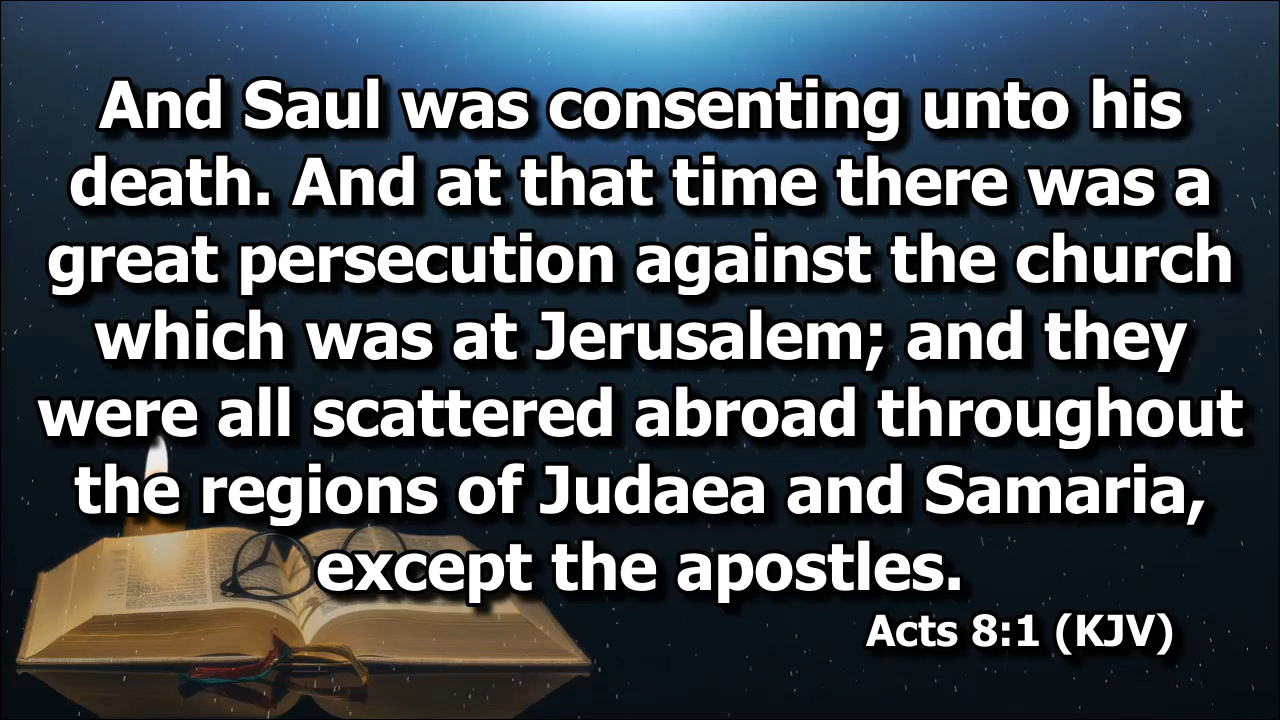 And Saul was consenting unto his
death. And at that time there was a
great persecution against the church
which was at Jerusalem; and they
were all scattered abroad throughout
the regions of Judaea and Samaria,
except the apostles.
Acts 8:1 (KJV)